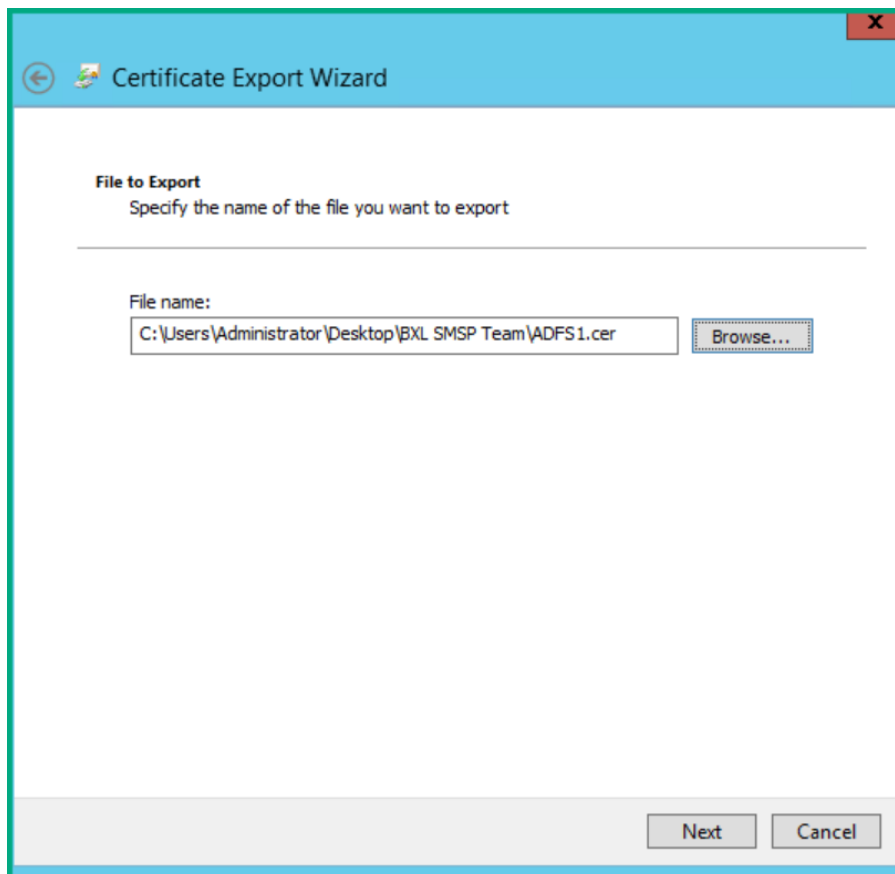 x
Certificate Export Wizard
File to Export
Specify the name of the file you want to export
File name:
C:\Users\Administrator\Desktop\BXL SMSP Team\ADFS1.cer
Browse...
Next
Cancel